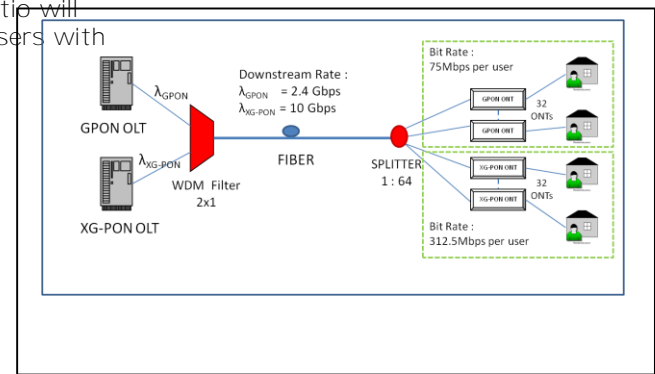 tio will
sers with
λGPON
GPON OLT
λXG-PON
XG-PON OLT
WDM Filter
2x1
Downstream Rate :
λGPON = 2.4 Gbps
λXG-PON = 10 Gbps
FIBER
SPLITTER
1 : 64
Bit Rate :
75Mbps per user
GPON ONT
GPON ONT
32
ONTs
XG-PON ONT
XG-PON ONT
32
ONTs
Bit Rate :
312.5Mbps per user